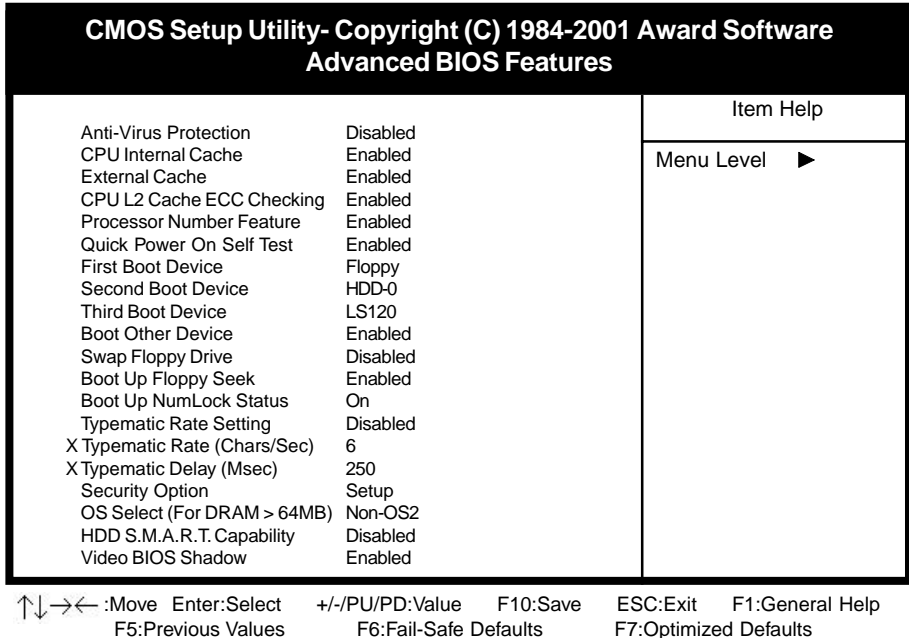 CMOS Setup Utility- Copyright (C) 1984-2001 Award Software
Advanced BIOS Features
Item Help
Menu Level ▶
Anti-Virus Protection Disabled
CPU Internal Cache Enabled
External Cache Enabled
CPU L2 Cache ECC Checking Enabled
Processor Number Feature Enabled
Quick Power On Self Test Enabled
First Boot Device Floppy
Second Boot Device HDD-0
Third Boot Device LS120
Boot Other Device Enabled
Swap Floppy Drive Disabled
Boot Up Floppy Seek Enabled
Boot Up NumLock Status On
Typematic Rate Setting Disabled
X Typematic Rate (Chars/Sec) 6
X Typematic Delay (Msec) 250
Security Option Setup
OS Select (For DRAM > 64MB) Non-OS2
HDD S.M.A.R.T. Capability Disabled
Video BIOS Shadow Enabled
↑↓→← :Move Enter:Select +/-/PU/PD:Value F10:Save ESC:Exit F1:General Help
F5:Previous Values F6:Fail-Safe Defaults F7:Optimized Defaults